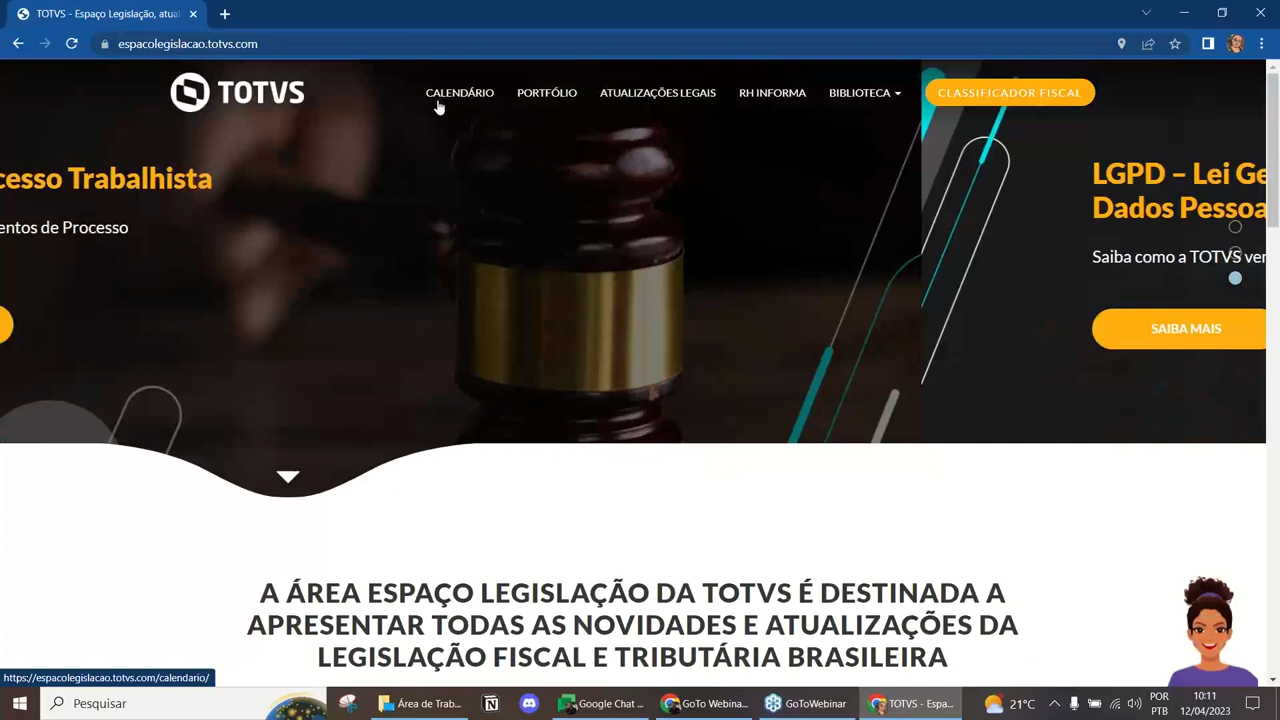 TOTVS - Espaço Legislação, atua
espacolegislacao.totvs.com
TOTVS
CALENDÁRIO
PORTFÓLIO
ATUALIZAÇÕES LEGAIS
RH INFORMA
BIBLIOTECA
CLASSIFICADOR FISCAL
cesso Trabalhista
entos de Processo
LGPD – Lei Ge
Dados Pessoa
Saiba como a TOTVS ver
SAIBA MAIS
A ÁREA ESPAÇO LEGISLAÇÃO DA TOTVS É DESTINADA A
APRESENTAR TODAS AS NOVIDADES E ATUALIZAÇÕES DA
LEGISLAÇÃO FISCAL E TRIBUTÁRIA BRASILEIRA
https://espacolegislacao.totvs.com/calendario/
Pesquisar
Área de Trab...
Google Chat ...
GoTo Webina...
GoToWebinar
TOTVS - Espa...
21°C
POR
PTB
10:11
12/04/2023